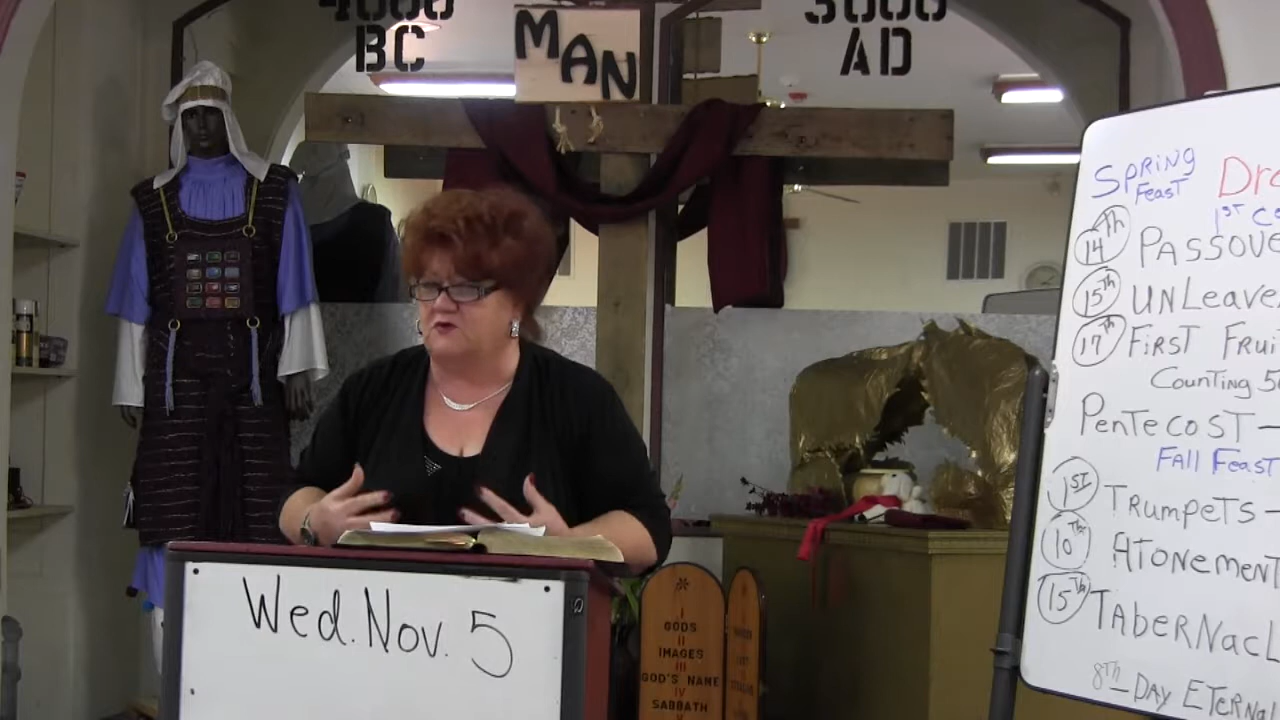 4000
BC
MAN
3000
AD
SPRING
Feast
14th
PASSOVE
15th
UNLeave
17th
FIRST FRUI
Counting 5
PenTecosT —
FALL Feast
1ST
TRumpeTs —
10th
ATonemenT
15th
TAbeRNacL
8Th DAY ETeRNal
Wed. Nov. 5
I
GODS
II
IMAGES
III
GOD'S NAME
IV
SABBATH
V